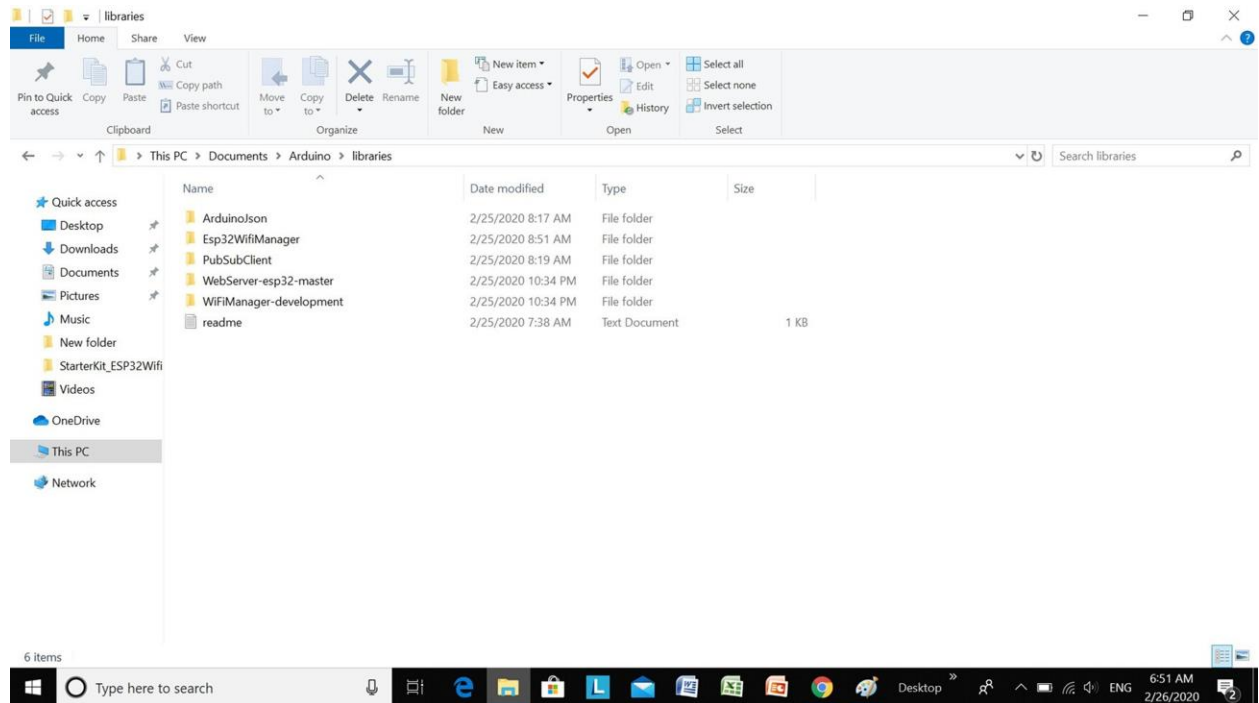 libraries
File Home Share View
Pin to Quick access
Copy
Paste
Cut
Copy path
Paste shortcut
Clipboard
Move to
Copy to
Delete
Rename
Organize
New folder
New item
Easy access
New
Properties
Open
Edit
History
Open
Select all
Select none
Invert selection
Select
This PC > Documents > Arduino > libraries
Search libraries
Quick access
Desktop
Downloads
Documents
Pictures
Music
New folder
StarterKit_ESP32Wifi
Videos
OneDrive
This PC
Network
Name Date modified Type Size
ArduinoJson 2/25/2020 8:17 AM File folder
Esp32WifiManager 2/25/2020 8:51 AM File folder
PubSubClient 2/25/2020 8:19 AM File folder
WebServer-esp32-master 2/25/2020 10:34 PM File folder
WiFiManager-development 2/25/2020 10:34 PM File folder
readme 2/25/2020 7:38 AM Text Document 1 KB
6 items
Type here to search
L
Desktop
ENG
6:51 AM
2/26/2020
2